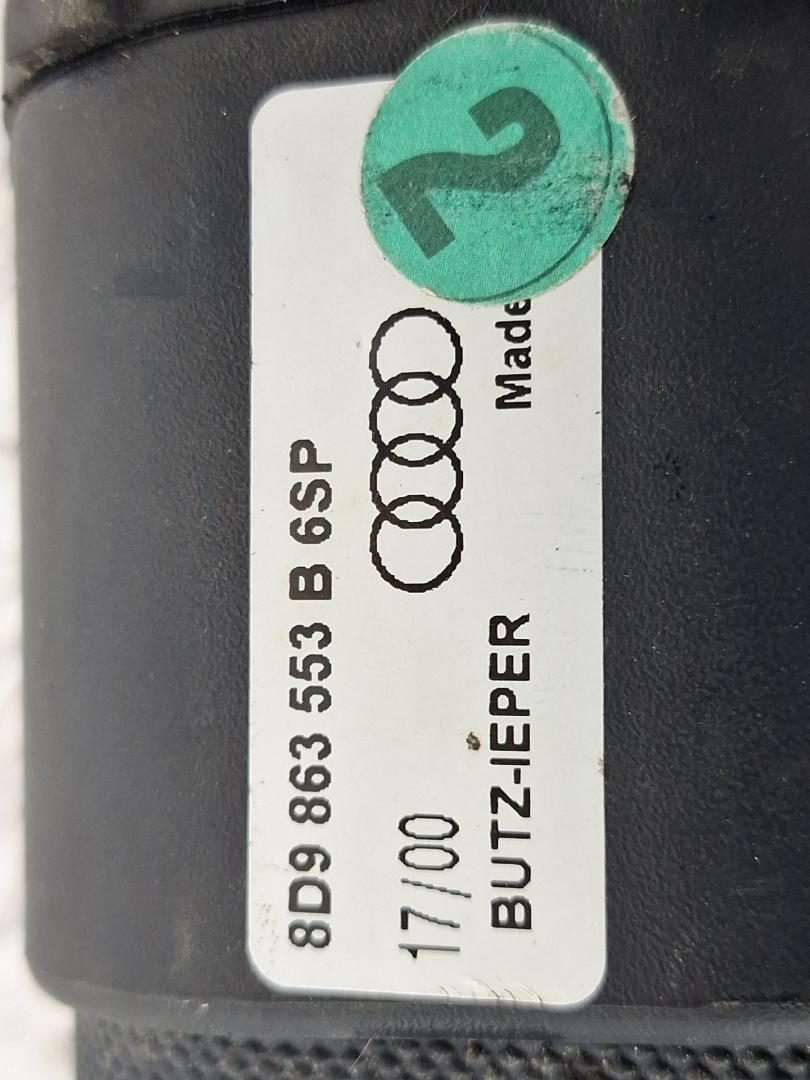 8D9 863 553 B 6SP
17/00
BUTZ-IEPER Made
2